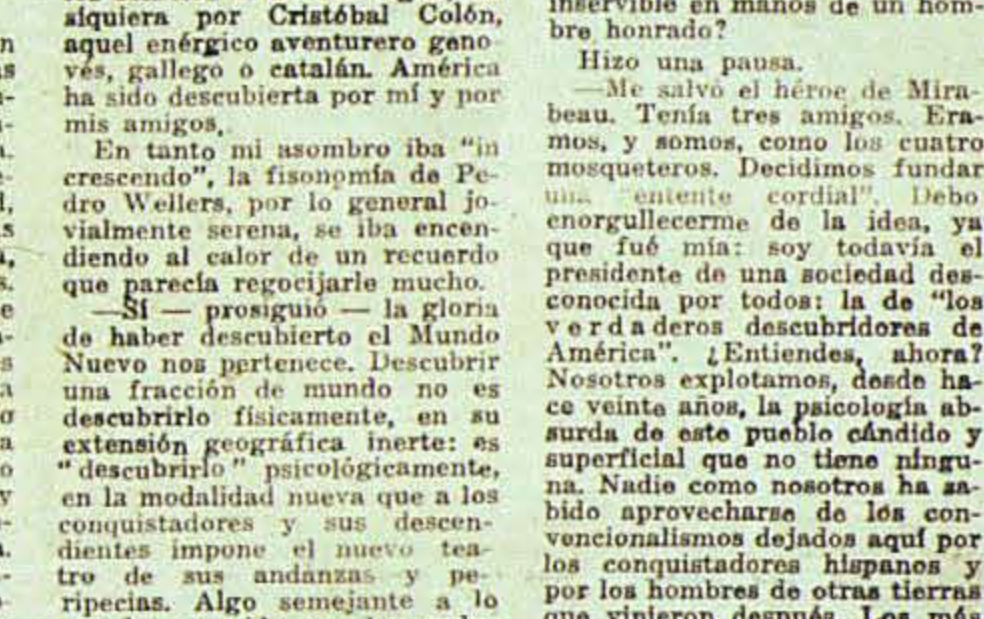 siquiera por Cristóbal Colón,
aquel enérgico aventurero geno-
vés, gallego o catalán. América
ha sido descubierta por mí y por
mis amigos.
En tanto mi asombro iba "in
crescendo", la fisonomía de Pe-
dro Wellers, por lo general jo-
vialmente serena, se iba encen-
diendo al calor de un recuerdo
que parecía regocijarle mucho.
—Sí — prosiguió — la gloria
de haber descubierto el Mundo
Nuevo nos pertenece. Descubrir
una fracción de mundo no es
descubrirlo físicamente, en su
extensión geográfica inerte: es
"descubrirlo" psicológicamente,
en la modalidad nueva que a los
conquistadores y sus descen-
dientes impone el nuevo tea-
tro de sus andanzas y pe-
ripecias. Algo semejante a lo
inservible en manos de un hom-
bre honrado?
Hizo una pausa.
—Me salvó el héroe de Mira-
beau. Tenía tres amigos. Era-
mos, y somos, como los cuatro
mosqueteros. Decidimos fundar
una "entente cordial". Debo
enorgullecerme de la idea, ya
que fué mía: soy todavía el
presidente de una sociedad des-
conocida por todos: la de "los
verdaderos descubridores de
América". ¿Entiendes, ahora?
Nosotros explotamos, desde ha-
ce veinte años, la psicología ab-
surda de este pueblo cándido y
superficial que no tiene ningu-
na. Nadie como nosotros ha sa-
bido aprovecharse de los con-
vencionalismos dejados aquí por
los conquistadores hispanos y
por los hombres de otras tierras
que vinieron después. Los más